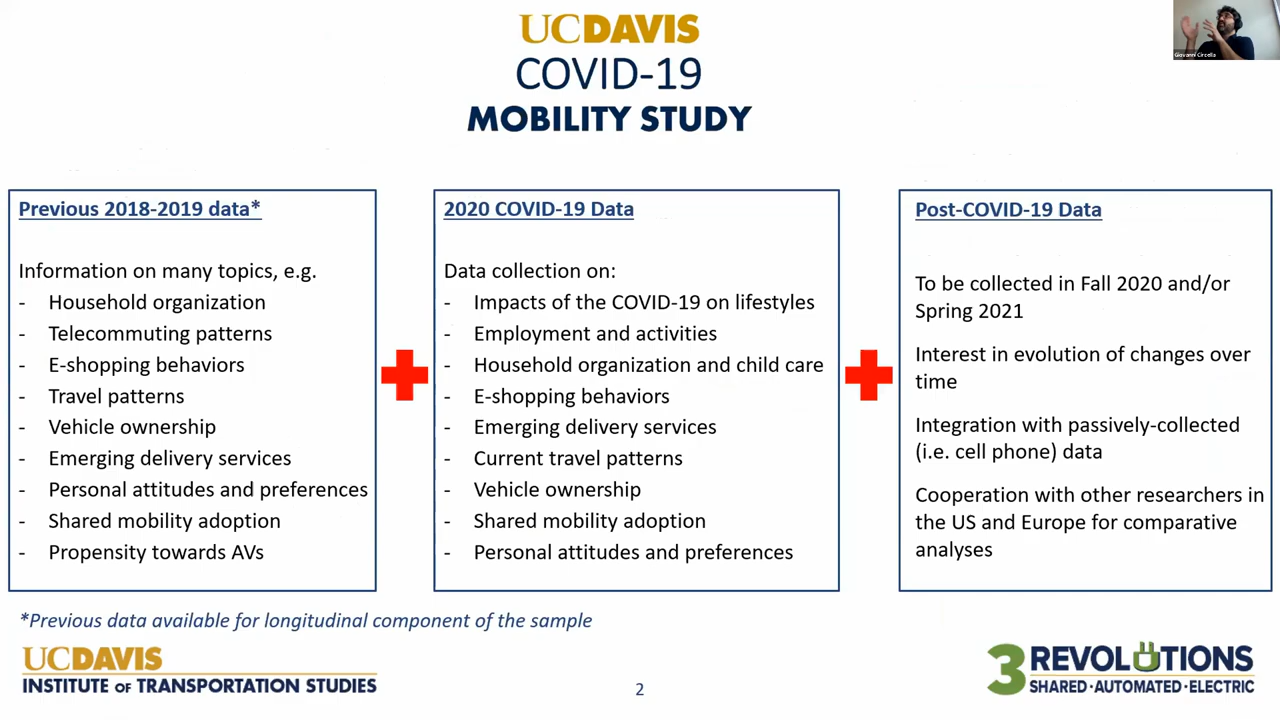 UCDAVIS
COVID-19
MOBILITY STUDY
Giovanni Circella
Previous 2018-2019 data*
Information on many topics, e.g.
- Household organization
- Telecommuting patterns
- E-shopping behaviors
- Travel patterns
- Vehicle ownership
- Emerging delivery services
- Personal attitudes and preferences
- Shared mobility adoption
- Propensity towards AVs
2020 COVID-19 Data
Data collection on:
- Impacts of the COVID-19 on lifestyles
- Employment and activities
- Household organization and child care
- E-shopping behaviors
- Emerging delivery services
- Current travel patterns
- Vehicle ownership
- Shared mobility adoption
- Personal attitudes and preferences
Post-COVID-19 Data
To be collected in Fall 2020 and/or
Spring 2021
Interest in evolution of changes over
time
Integration with passively-collected
(i.e. cell phone) data
Cooperation with other researchers in
the US and Europe for comparative
analyses
*Previous data available for longitudinal component of the sample
UCDAVIS
INSTITUTE OF TRANSPORTATION STUDIES
2
3 REVOLUTIONS
SHARED·AUTOMATED·ELECTRIC